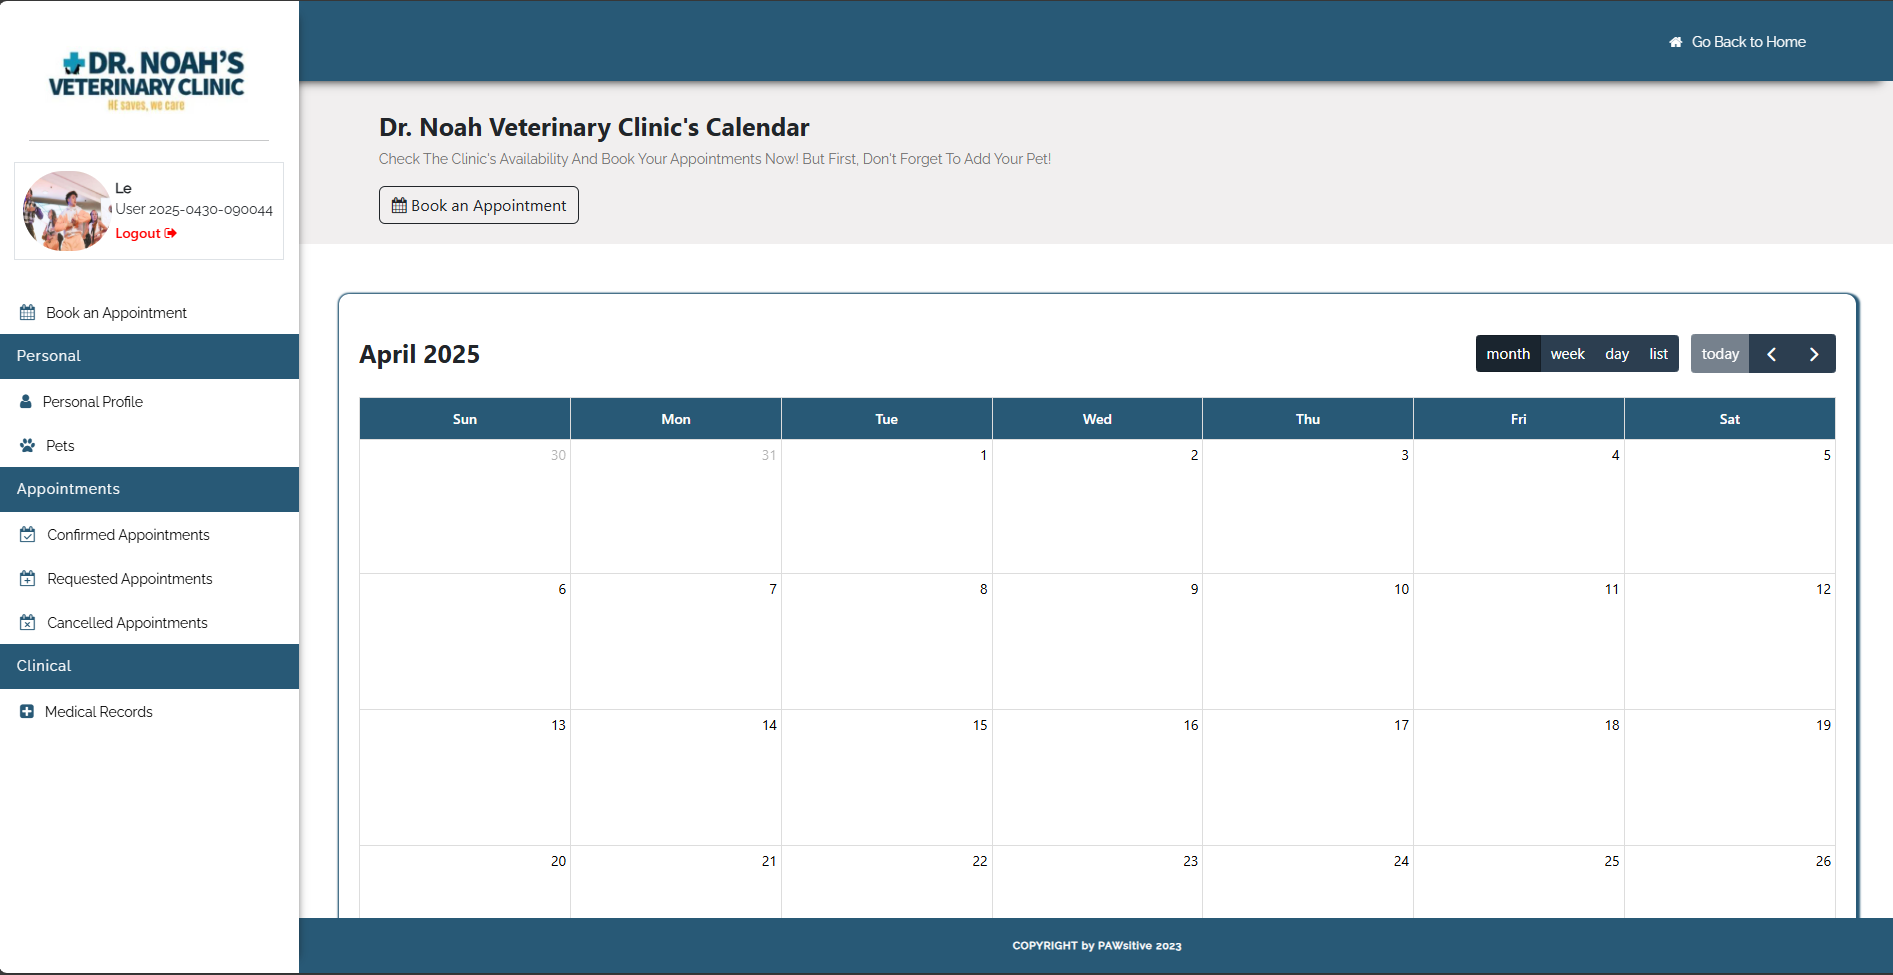 DR. NOAH'S
VETERINARY CLINIC
HE saves, we care
Le
User 2025-0430-090044
Logout
Book an Appointment
Personal
Personal Profile
Pets
Appointments
Confirmed Appointments
Requested Appointments
Cancelled Appointments
Clinical
Medical Records
Go Back to Home
Dr. Noah Veterinary Clinic's Calendar
Check The Clinic's Availability And Book Your Appointments Now! But First, Don't Forget To Add Your Pet!
Book an Appointment
April 2025
month week day list today
Sun Mon Tue Wed Thu Fri Sat
30 31 1 2 3 4 5
6 7 8 9 10 11 12
13 14 15 16 17 18 19
20 21 22 23 24 25 26
COPYRIGHT by PAWsitive 2023